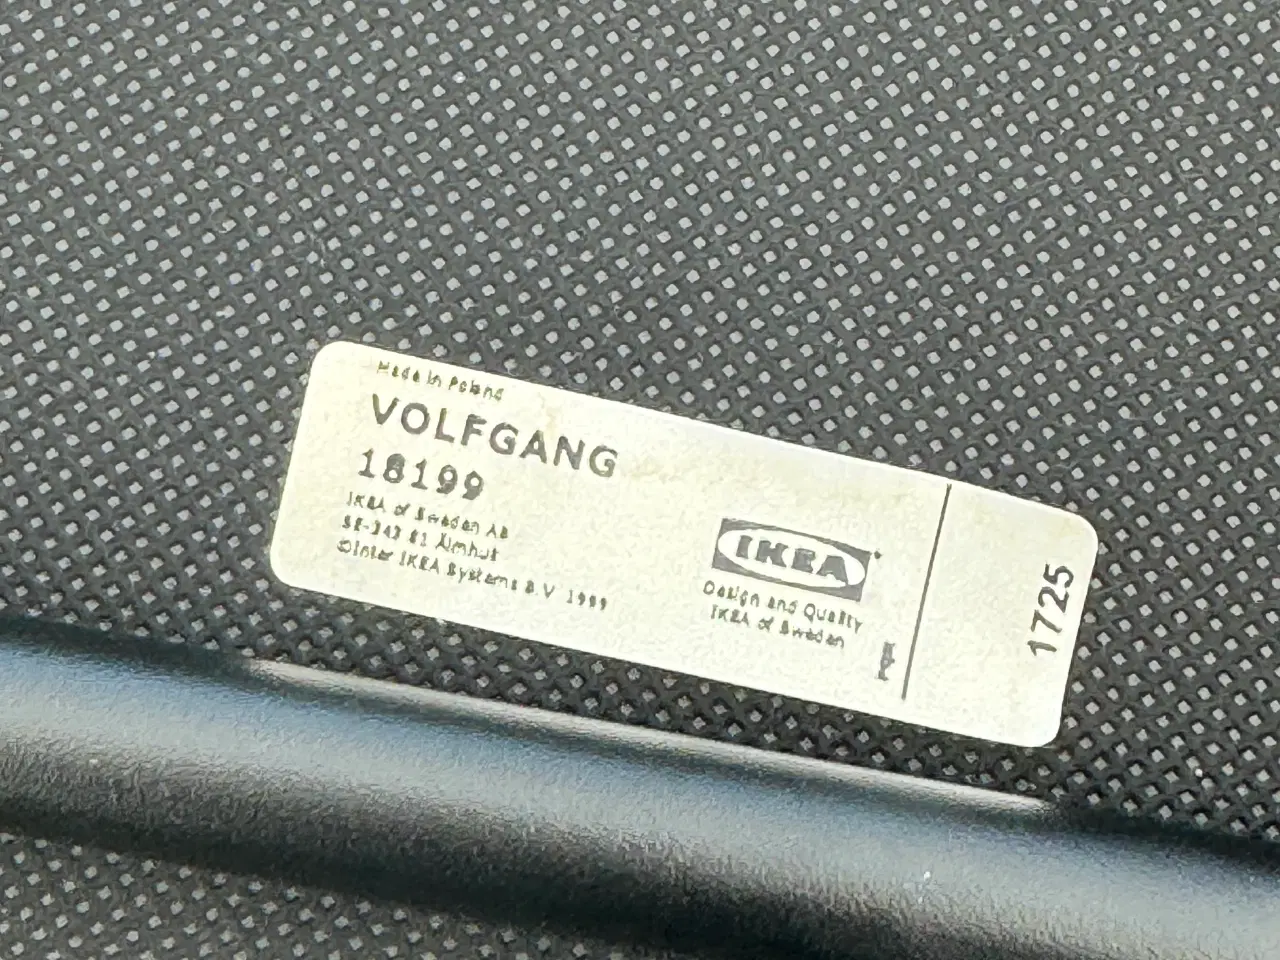 Made in Poland
VOLFGANG
18199
IKEA of Sweden AB
SE-343 81 Älmhult
©Inter IKEA Systems B.V. 1999
IKEA
Design and Quality
IKEA of Sweden
1725